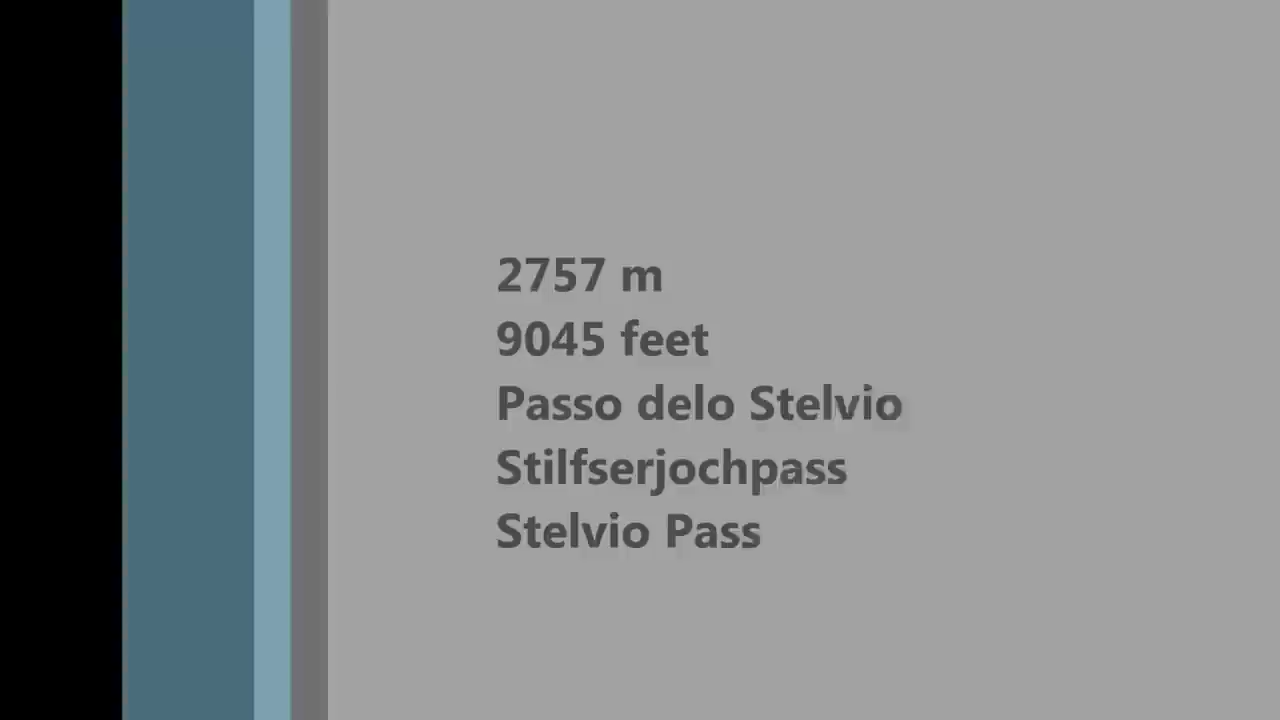 2757 m
9045 feet
Passo delo Stelvio
Stilfserjochpass
Stelvio Pass